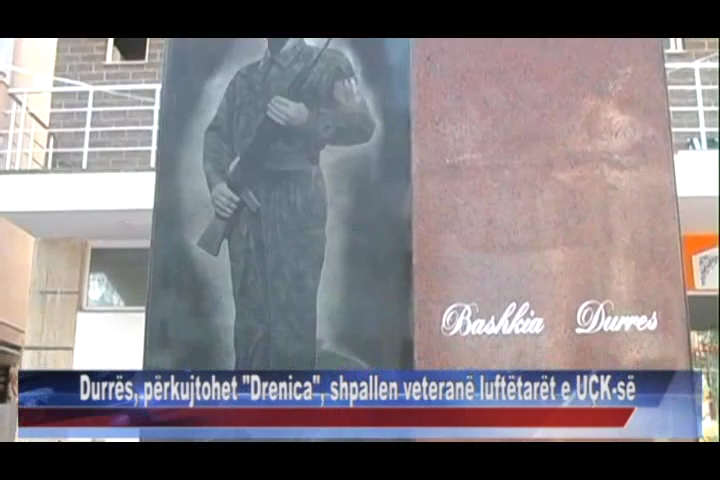 Bashkia Durres
Durrës, përkujtohet "Drenica", shpallen veteranë luftëtarët e UÇK-së